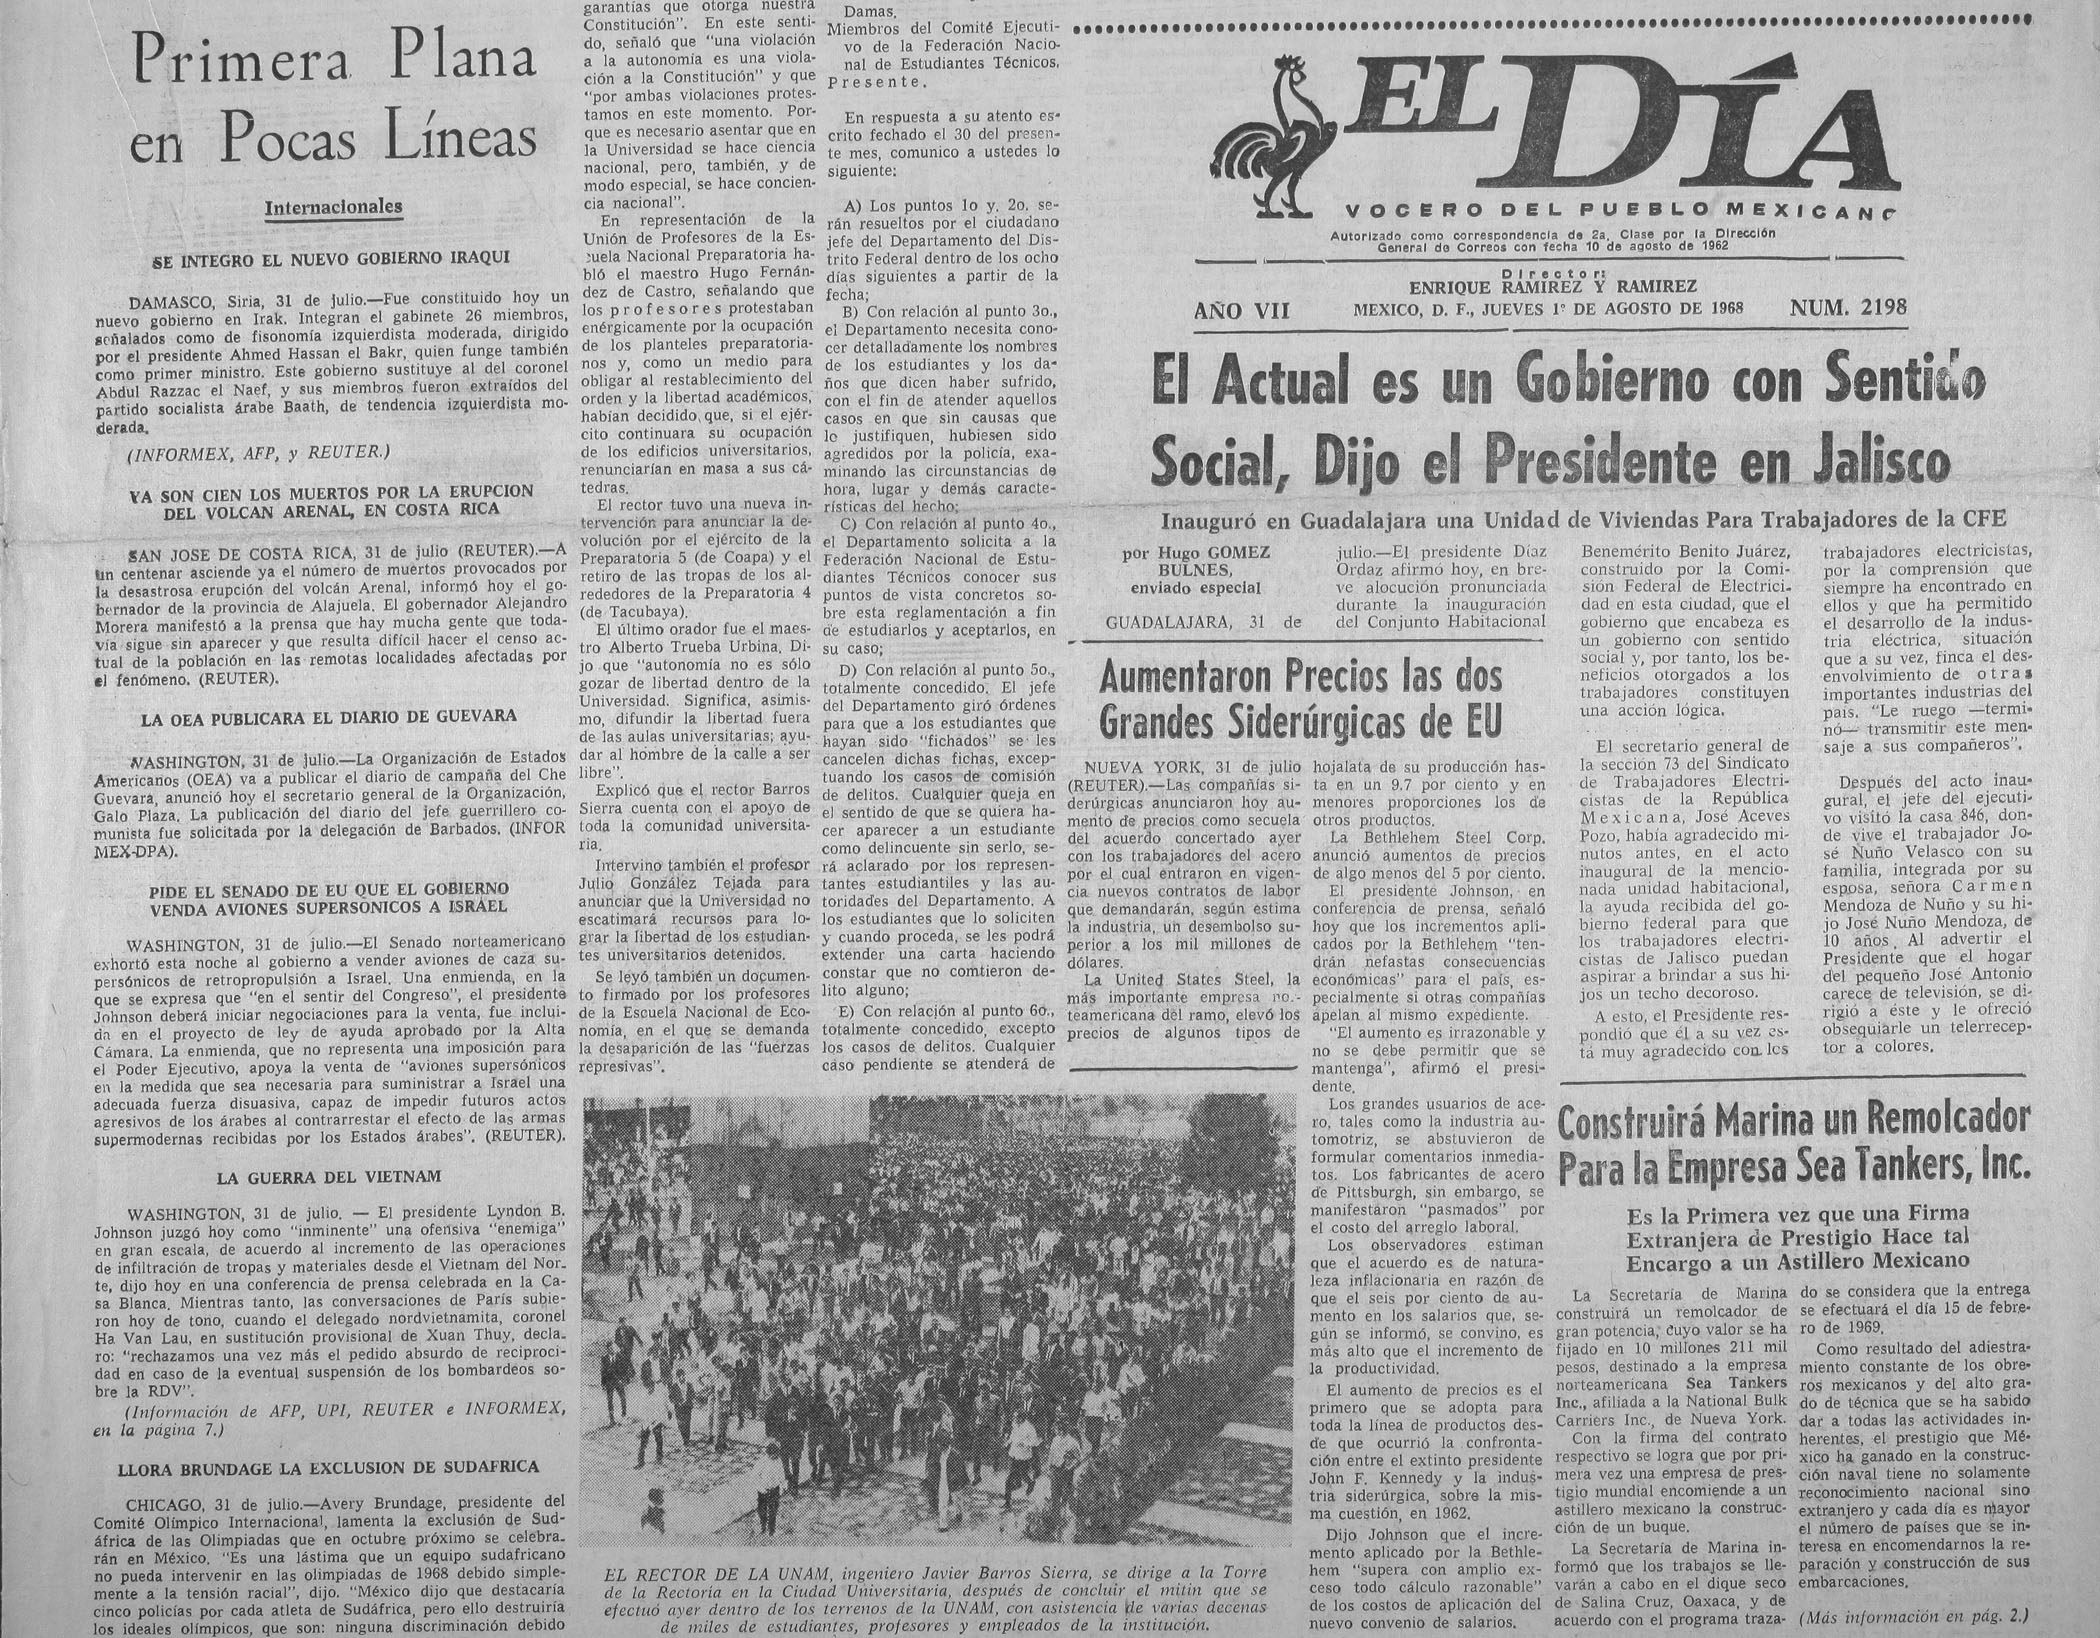 Primera Plana
en Pocas Líneas
Internacionales
SE INTEGRO EL NUEVO GOBIERNO IRAQUI
DAMASCO, Siria, 31 de julio.—Fue constituido hoy un
nuevo gobierno en Irak. Integran el gabinete 26 miembros,
señalados como de fisonomía izquierdista moderada, dirigido
por el presidente Ahmed Hassan el Bakr, quien funge también
como primer ministro. Este gobierno sustituye al del coronel
Abdul Razzac el Naef, y sus miembros fueron extraídos del
partido socialista árabe Baath, de tendencia izquierdista mo-
derada.
(INFORMEX, AFP, y REUTER.)
YA SON CIEN LOS MUERTOS POR LA ERUPCION
DEL VOLCAN ARENAL, EN COSTA RICA
SAN JOSE DE COSTA RICA, 31 de julio (REUTER).—A
un centenar asciende ya el número de muertos provocados por
la desastrosa erupción del volcán Arenal, informó hoy el go-
bernador de la provincia de Alajuela. El gobernador Alejandro
Morera manifestó a la prensa que hay mucha gente que toda-
vía sigue sin aparecer y que resulta difícil hacer el censo ac-
tual de la población en las remotas localidades afectadas por
el fenómeno. (REUTER).
LA OEA PUBLICARA EL DIARIO DE GUEVARA
WASHINGTON, 31 de julio.—La Organización de Estados
Americanos (OEA) va a publicar el diario de campaña del Che
Guevara, anunció hoy el secretario general de la Organización,
Galo Plaza. La publicación del diario del jefe guerrillero co-
munista fue solicitada por la delegación de Barbados. (INFOR
MEX-DPA).
PIDE EL SENADO DE EU QUE EL GOBIERNO
VENDA AVIONES SUPERSONICOS A ISRAEL
WASHINGTON, 31 de julio.—El Senado norteamericano
exhortó esta noche al gobierno a vender aviones de caza su-
persónicos de retropropulsión a Israel. Una enmienda, en la
que se expresa que "en el sentir del Congreso", el presidente
Johnson deberá iniciar negociaciones para la venta, fue inclui-
da en el proyecto de ley de ayuda aprobado por la Alta
Cámara. La enmienda, que no representa una imposición para
el Poder Ejecutivo, apoya la venta de "aviones supersónicos
en la medida que sea necesaria para suministrar a Israel una
adecuada fuerza disuasiva, capaz de impedir futuros actos
agresivos de los árabes al contrarrestar el efecto de las armas
supermodernas recibidas por los Estados árabes". (REUTER).
LA GUERRA DEL VIETNAM
WASHINGTON, 31 de julio. — El presidente Lyndon B.
Johnson juzgó hoy como "inminente" una ofensiva "enemiga"
en gran escala, de acuerdo al incremento de las operaciones
de infiltración de tropas y materiales desde el Vietnam del Nor-
te, dijo hoy en una conferencia de prensa celebrada en la Ca-
sa Blanca. Mientras tanto, las conversaciones de París subie-
ron hoy de tono, cuando el delegado nordvietnamita, coronel
Ha Van Lau, en sustitución provisional de Xuan Thuy, decla-
ro: "rechazamos una vez más el pedido absurdo de reciproci-
dad en caso de la eventual suspensión de los bombardeos so-
bre la RDV".
(Información de AFP, UPI, REUTER e INFORMEX,
en la página 7.)
LLORA BRUNDAGE LA EXCLUSION DE SUDAFRICA
CHICAGO, 31 de julio.—Avery Brundage, presidente del
Comité Olímpico Internacional, lamenta la exclusión de Sud-
áfrica de las Olimpiadas que en octubre próximo se celebra-
rán en México. "Es una lástima que un equipo sudafricano
no pueda intervenir en las olimpiadas de 1968 debido simple-
mente a la tensión racial", dijo. "México dijo que destacaría
cinco policías por cada atleta de Sudáfrica, pero ello destruiría
los ideales olímpicos, que son: ninguna discriminación debido
garantías que otorga nuestra
Constitución". En este senti-
do, señaló que "una violación
a la autonomía es una viola-
ción a la Constitución" y que
"por ambas violaciones protes-
tamos en este momento. Por-
que es necesario asentar que en
la Universidad se hace ciencia
nacional, pero, también, y de
modo especial, se hace concien-
cia nacional".
En representación de la
Unión de Profesores de la Es-
cuela Nacional Preparatoria ha-
bló el maestro Hugo Fernán-
dez de Castro, señalando que
los profesores protestaban
enérgicamente por la ocupación
de los planteles preparatoria-
nos y, como un medio para
obligar al restablecimiento del
orden y la libertad académicos,
habían decidido que, si el ejér-
cito continuara su ocupación
de los edificios universitarios,
renunciarían en masa a sus cá-
tedras.
El rector tuvo una nueva in-
tervención para anunciar la de-
volución por el ejército de la
Preparatoria 5 (de Coapa) y el
retiro de las tropas de los al-
rededores de la Preparatoria 4
(de Tacubaya).
El último orador fue el maes-
tro Alberto Trueba Urbina. Di-
jo que "autonomía no es sólo
gozar de libertad dentro de la
Universidad. Significa, asimis-
mo, difundir la libertad fuera
de las aulas universitarias; ayu-
dar al hombre de la calle a ser
libre".
Explicó que el rector Barros
Sierra cuenta con el apoyo de
toda la comunidad universita-
ria.
Intervino también el profesor
Julio González Tejada para
anunciar que la Universidad no
escatimará recursos para lo-
grar la libertad de los estudian-
tes universitarios detenidos.
Se leyó también un documen-
to firmado por los profesores
de la Escuela Nacional de Eco-
nomía, en el que se demanda
la desaparición de las "fuerzas
represivas".
Damas.
Miembros del Comité Ejecuti-
vo de la Federación Nacio-
nal de Estudiantes Técnicos.
Presente.
En respuesta a su atento es-
crito fechado el 30 del presen-
te mes, comunico a ustedes lo
siguiente:
A) Los puntos 1o y. 2o. se-
rán resueltos por el ciudadano
jefe del Departamento del Dis-
trito Federal dentro de los ocho
días siguientes a partir de la
fecha;
B) Con relación al punto 3o.,
el Departamento necesita cono-
cer detalladamente los nombres
de los estudiantes y los da-
ños que dicen haber sufrido,
con el fin de atender aquellos
casos en que sin causas que
lo justifiquen, hubiesen sido
agredidos por la policía, exa-
minando las circunstancias de
hora, lugar y demás caracte-
rísticas del hecho;
C) Con relación al punto 4o.,
el Departamento solicita a la
Federación Nacional de Estu-
diantes Técnicos conocer sus
puntos de vista concretos so-
bre esta reglamentación a fin
de estudiarlos y aceptarlos, en
su caso;
D) Con relación al punto 5o.,
totalmente concedido. El jefe
del Departamento giró órdenes
para que a los estudiantes que
hayan sido "fichados" se les
cancelen dichas fichas, excep-
tuando los casos de comisión
de delitos. Cualquier queja en
el sentido de que se quiera ha-
cer aparecer a un estudiante
como delincuente sin serlo, se-
rá aclarado por los represen-
tantes estudiantiles y las au-
toridades del Departamento. A
los estudiantes que lo soliciten
y cuando proceda, se les podrá
extender una carta haciendo
constar que no comtieron de-
lito alguno;
E) Con relación al punto 6o.,
totalmente concedido, excepto
los casos de delitos. Cualquier
caso pendiente se atenderá de
EL RECTOR DE LA UNAM, ingeniero Javier Barros Sierra, se dirige a la Torre
de la Rectoría en la Ciudad Universitaria, después de concluir el mitin que se
efectuó ayer dentro de los terrenos de la UNAM, con asistencia de varias decenas
de miles de estudiantes, profesores y empleados de la institución.
EL DÍA
VOCERO DEL PUEBLO MEXICANO
Autorizado como correspondencia de 2a. Clase por la Dirección
General de Correos con fecha 10 de agosto de 1962
Director:
ENRIQUE RAMIREZ Y RAMIREZ
AÑO VII MEXICO, D. F., JUEVES 1º DE AGOSTO DE 1968 NUM. 2198
El Actual es un Gobierno con Sentido
Social, Dijo el Presidente en Jalisco
Inauguró en Guadalajara una Unidad de Viviendas Para Trabajadores de la CFE
por Hugo GOMEZ
BULNES,
enviado especial
GUADALAJARA, 31 de
julio.—El presidente Díaz
Ordaz afirmó hoy, en bre-
ve alocución pronunciada
durante la inauguración
del Conjunto Habitacional
Benemérito Benito Juárez,
construido por la Comi-
sión Federal de Electrici-
dad en esta ciudad, que el
gobierno que encabeza es
un gobierno con sentido
social y, por tanto, los be-
neficios otorgados a los
trabajadores constituyen
una acción lógica.
El secretario general de
la sección 73 del Sindicato
de Trabajadores Electri-
cistas de la República
Mexicana, José Aceves
Pozo, había agradecido mi-
nutos antes, en el acto
inaugural de la mencio-
nada unidad habitacional,
la ayuda recibida del go-
bierno federal para que
los trabajadores electri-
cistas de Jalisco puedan
aspirar a brindar a sus hi-
jos un techo decoroso.
A esto, el Presidente res-
pondió que él a su vez es-
tá muy agradecido con los
trabajadores electricistas,
por la comprensión que
siempre ha encontrado en
ellos y que ha permitido
el desarrollo de la indus-
tria eléctrica, situación
que a su vez, finca el des-
envolvimiento de otras
importantes industrias del
país. "Le ruego —termi-
nó— transmitir este men-
saje a sus compañeros".
Después del acto inau-
gural, el jefe del ejecuti-
vo visitó la casa 846, don-
de vive el trabajador Jo-
sé Nuño Velasco con su
familia, integrada por su
esposa, señora Carmen
Mendoza de Nuño y su hi-
jo José Nuño Mendoza, de
10 años. Al advertir el
Presidente que el hogar
del pequeño José Antonio
carece de televisión, se di-
rigió a éste y le ofreció
obsequiarle un telerrecep-
tor a colores.
Aumentaron Precios las dos
Grandes Siderúrgicas de EU
NUEVA YORK, 31 de julio
(REUTER).—Las compañías si-
derúrgicas anunciaron hoy au-
mento de precios como secuela
del acuerdo concertado ayer
con los trabajadores del acero
por el cual entraron en vigen-
cia nuevos contratos de labor
que demandarán, según estima
la industria, un desembolso su-
perior a los mil millones de
dólares.
La United States Steel, la
más importante empresa no.-
teamericana del ramo, elevó los
precios de algunos tipos de
hojalata de su producción has-
ta en un 9.7 por ciento y en
menores proporciones los de
otros productos.
La Bethlehem Steel Corp.
anunció aumentos de precios
de algo menos del 5 por ciento.
El presidente Johnson, en
conferencia de prensa, señaló
hoy que los incrementos apli-
cados por la Bethlehem "ten-
drán nefastas consecuencias
económicas" para el país, es-
pecialmente si otras compañías
apelan al mismo expediente.
"El aumento es irrazonable y
no se debe permitir que se
mantenga", afirmó el presi-
dente.
Los grandes usuarios de ace-
ro, tales como la industria au-
tomotriz, se abstuvieron de
formular comentarios inmedia-
tos. Los fabricantes de acero
de Pittsburgh, sin embargo, se
manifestaron "pasmados" por
el costo del arreglo laboral.
Los observadores estiman
que el acuerdo es de natura-
leza inflacionaria en razón de
que el seis por ciento de au-
mento en los salarios que, se-
gún se informó, se convino, es
más alto que el incremento de
la productividad.
El aumento de precios es el
primero que se adopta para
toda la línea de productos des-
de que ocurrió la confronta-
ción entre el extinto presidente
John F. Kennedy y la indus-
tria siderúrgica, sobre la mis-
ma cuestión, en 1962.
Dijo Johnson que el incre-
mento aplicado por la Bethle-
hem "supera con amplio ex-
ceso todo cálculo razonable"
de los costos de aplicación del
nuevo convenio de salarios.
Construirá Marina un Remolcador
Para la Empresa Sea Tankers, Inc.
Es la Primera vez que una Firma
Extranjera de Prestigio Hace tal
Encargo a un Astillero Mexicano
La Secretaría de Marina
construirá un remolcador de
gran potencia, cuyo valor se ha
fijado en 10 millones 211 mil
pesos, destinado a la empresa
norteamericana Sea Tankers
Inc., afiliada a la National Bulk
Carriers Inc., de Nueva York.
Con la firma del contrato
respectivo se logra que por pri-
mera vez una empresa de pres-
tigio mundial encomiende a un
astillero mexicano la construc-
ción de un buque.
La Secretaría de Marina in-
formó que los trabajos se lle-
varán a cabo en el dique seco
de Salina Cruz, Oaxaca, y de
acuerdo con el programa traza-
do se considera que la entrega
se efectuará el día 15 de febre-
ro de 1969.
Como resultado del adiestra-
miento constante de los obre-
ros mexicanos y del alto gra-
do de técnica que se ha sabido
dar a todas las actividades in-
herentes, el prestigio que Mé-
xico ha ganado en la construc-
ción naval tiene no solamente
reconocimiento nacional sino
extranjero y cada día es mayor
el número de países que se in-
teresa en encomendarnos la re-
paración y construcción de sus
embarcaciones.
(Más información en pág. 2.)